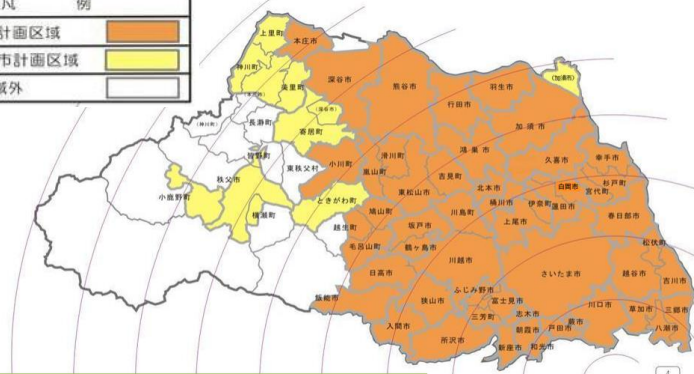 凡 例
計画区域
市計画区域
域外
上里町
本庄市
神川町
美里町
深谷市
熊谷市
羽生市
(加須市)
行田市
加須市
(深谷市)
寄居町
長瀞町
(神川町)
皆野町
東秩父村
小川町
滑川町
嵐山町
鴻巣市
久喜市
幸手市
秩父市
小鹿野町
横瀬町
ときがわ町
東松山市
吉見町
北本市
桶川市
伊奈町
白岡市
蓮田市
宮代町
杉戸町
鳩山町
坂戸市
川島町
上尾市
春日部市
越生町
毛呂山町
鶴ヶ島市
川越市
さいたま市
松伏町
越谷市
吉川市
日高市
飯能市
狭山市
ふじみ野市
富士見市
三芳町
志木市
川口市
草加市
三郷市
八潮市
入間市
所沢市
朝霞市
戸田市
蕨市
新座市
和光市